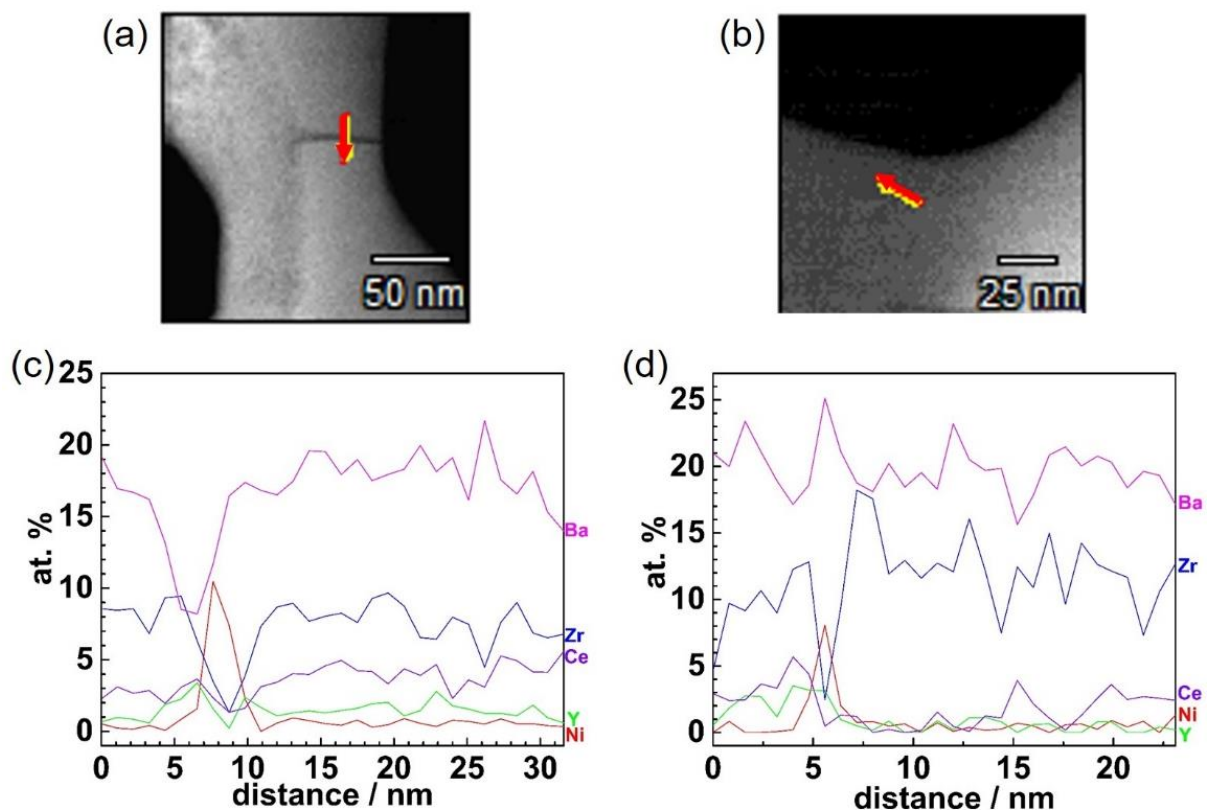 (a)
50 nm
(b)
25 nm
(c)
25
20
15
10
5
0
at. %
0 5 10 15 20 25 30
distance / nm
Ba
Zr
Ce
Y
Ni
(d)
25
20
15
10
5
0
at. %
0 5 10 15 20
distance / nm
Ba
Zr
Ce
Ni
Y